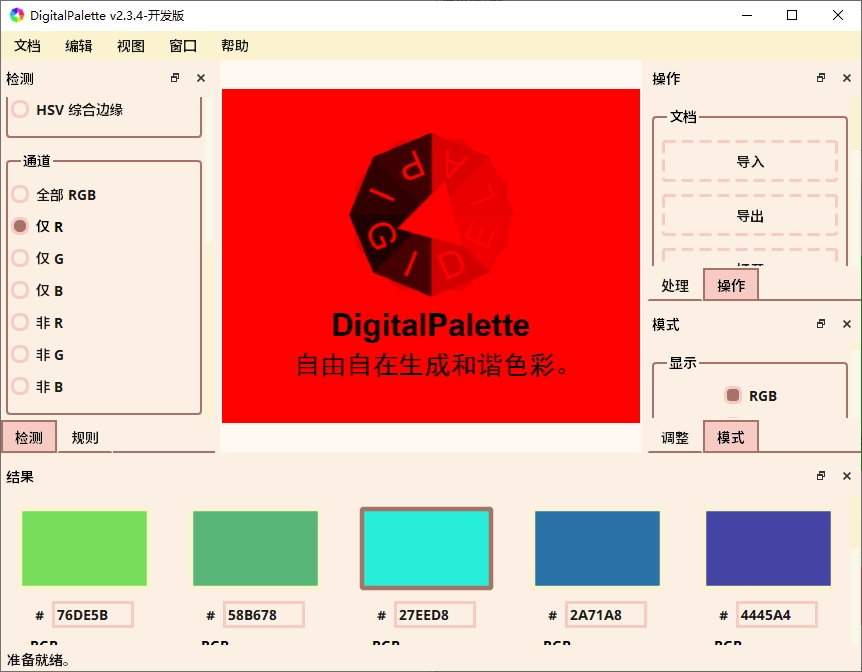 DigitalPalette v2.3.4-开发版
文档 编辑 视图 窗口 帮助
检测
HSV 综合边缘
通道
全部 RGB
仅 R
仅 G
仅 B
非 R
非 G
非 B
检测 规则
DIGITAL P
DigitalPalette
自由自在生成和谐色彩。
操作
文档
导入
导出
打开
处理 操作
模式
显示
RGB
调整 模式
结果
# 76DE5B # 58B678 # 27EED8 # 2A71A8 # 4445A4
RGB RGB RGB RGB RGB
准备就绪。